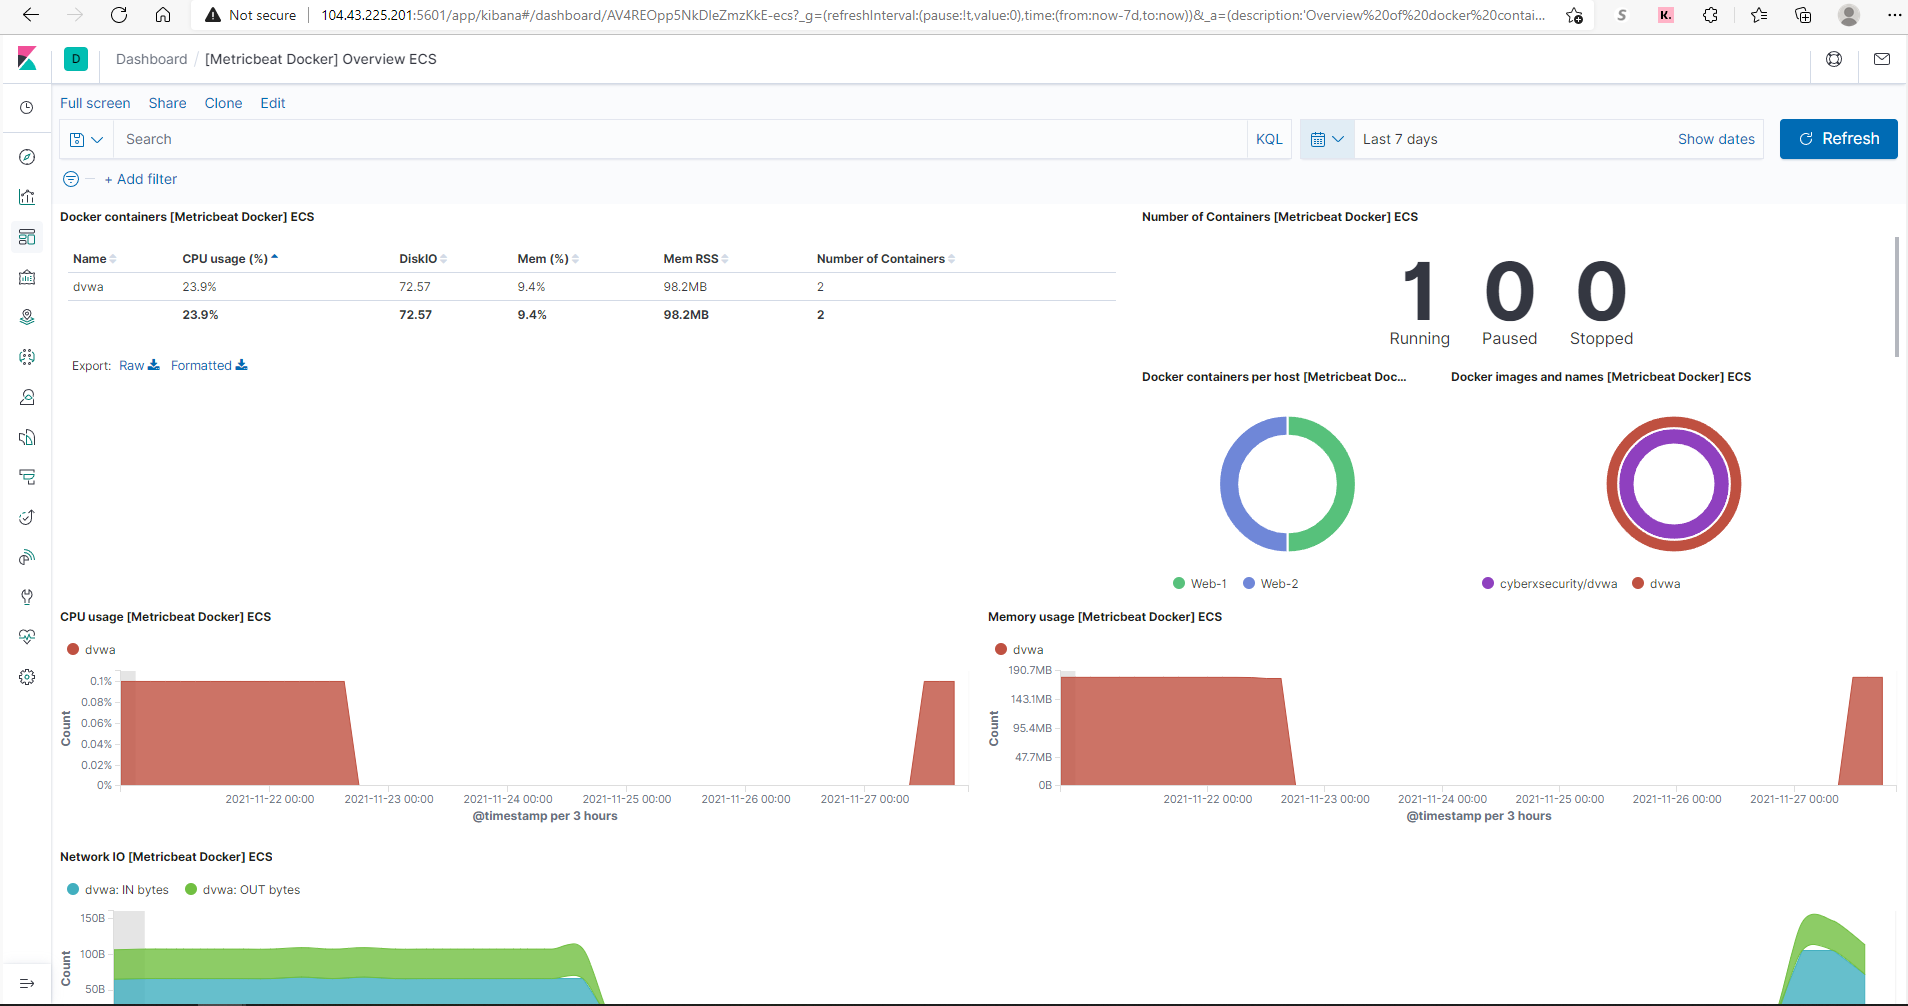 Not secure
104.43.225.201:5601/app/kibana#/dashboard/AV4REOpp5NkDleZmzKkE-ecs?_g=(refreshInterval:(pause:!t,value:0),time:(from:now-7d,to:now))&_a=(description:'Overview%20of%20docker%20contai...
S
K.
D
Dashboard / [Metricbeat Docker] Overview ECS
Full screen Share Clone Edit
Search
KQL
Last 7 days
Show dates
Refresh
+ Add filter
Docker containers [Metricbeat Docker] ECS
Name CPU usage (%) DiskIO Mem (%) Mem RSS Number of Containers
dvwa 23.9% 72.57 9.4% 98.2MB 2
23.9% 72.57 9.4% 98.2MB 2
Export: Raw Formatted
Number of Containers [Metricbeat Docker] ECS
1 0 0
Running Paused Stopped
Docker containers per host [Metricbeat Doc...
Web-1 Web-2
Docker images and names [Metricbeat Docker] ECS
cyberxsecurity/dvwa dvwa
CPU usage [Metricbeat Docker] ECS
dvwa
Count
0.1%
0.08%
0.06%
0.04%
0.02%
0%
2021-11-22 00:00 2021-11-23 00:00 2021-11-24 00:00 2021-11-25 00:00 2021-11-26 00:00 2021-11-27 00:00
@timestamp per 3 hours
Memory usage [Metricbeat Docker] ECS
dvwa
Count
190.7MB
143.1MB
95.4MB
47.7MB
0B
2021-11-22 00:00 2021-11-23 00:00 2021-11-24 00:00 2021-11-25 00:00 2021-11-26 00:00 2021-11-27 00:00
@timestamp per 3 hours
Network IO [Metricbeat Docker] ECS
dvwa: IN bytes dvwa: OUT bytes
Count
150B
100B
50B